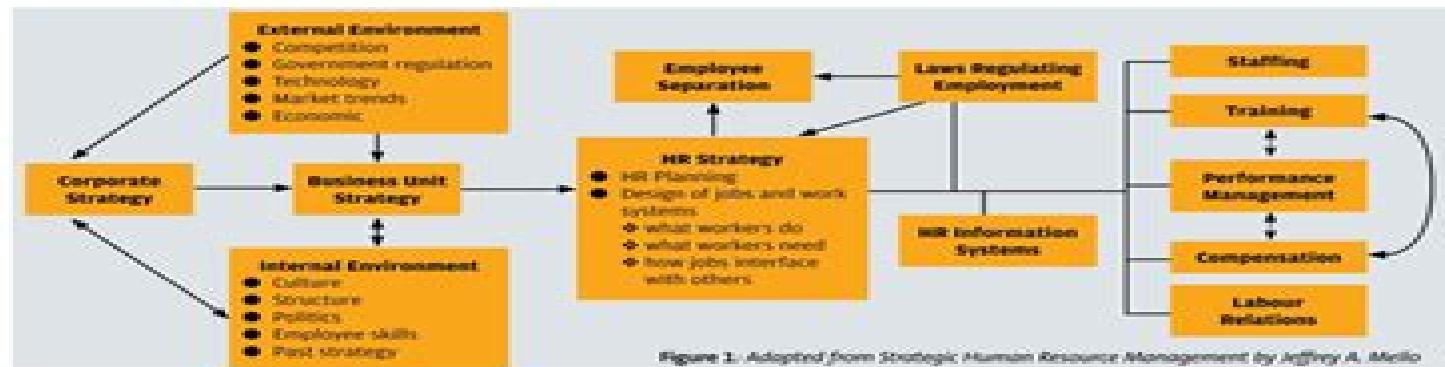 External Environment
● Competition
● Government regulation
● Technology
● Market trends
● Economic
Corporate
Strategy
Business Unit
Strategy
Internal Environment
● Culture
● Structure
● Politics
● Employee skills
● Past strategy
Employee
Separation
Laws Regulating
Employment
HR Strategy
● HR Planning
● Design of jobs and work
systems
❖ what workers do
❖ what workers need
❖ how jobs interface
with others
HR Information
Systems
Staffing
Training
Performance
Management
Compensation
Labour
Relations
Figure 1. Adapted from Strategic Human Resource Management by Jeffrey A. Mello